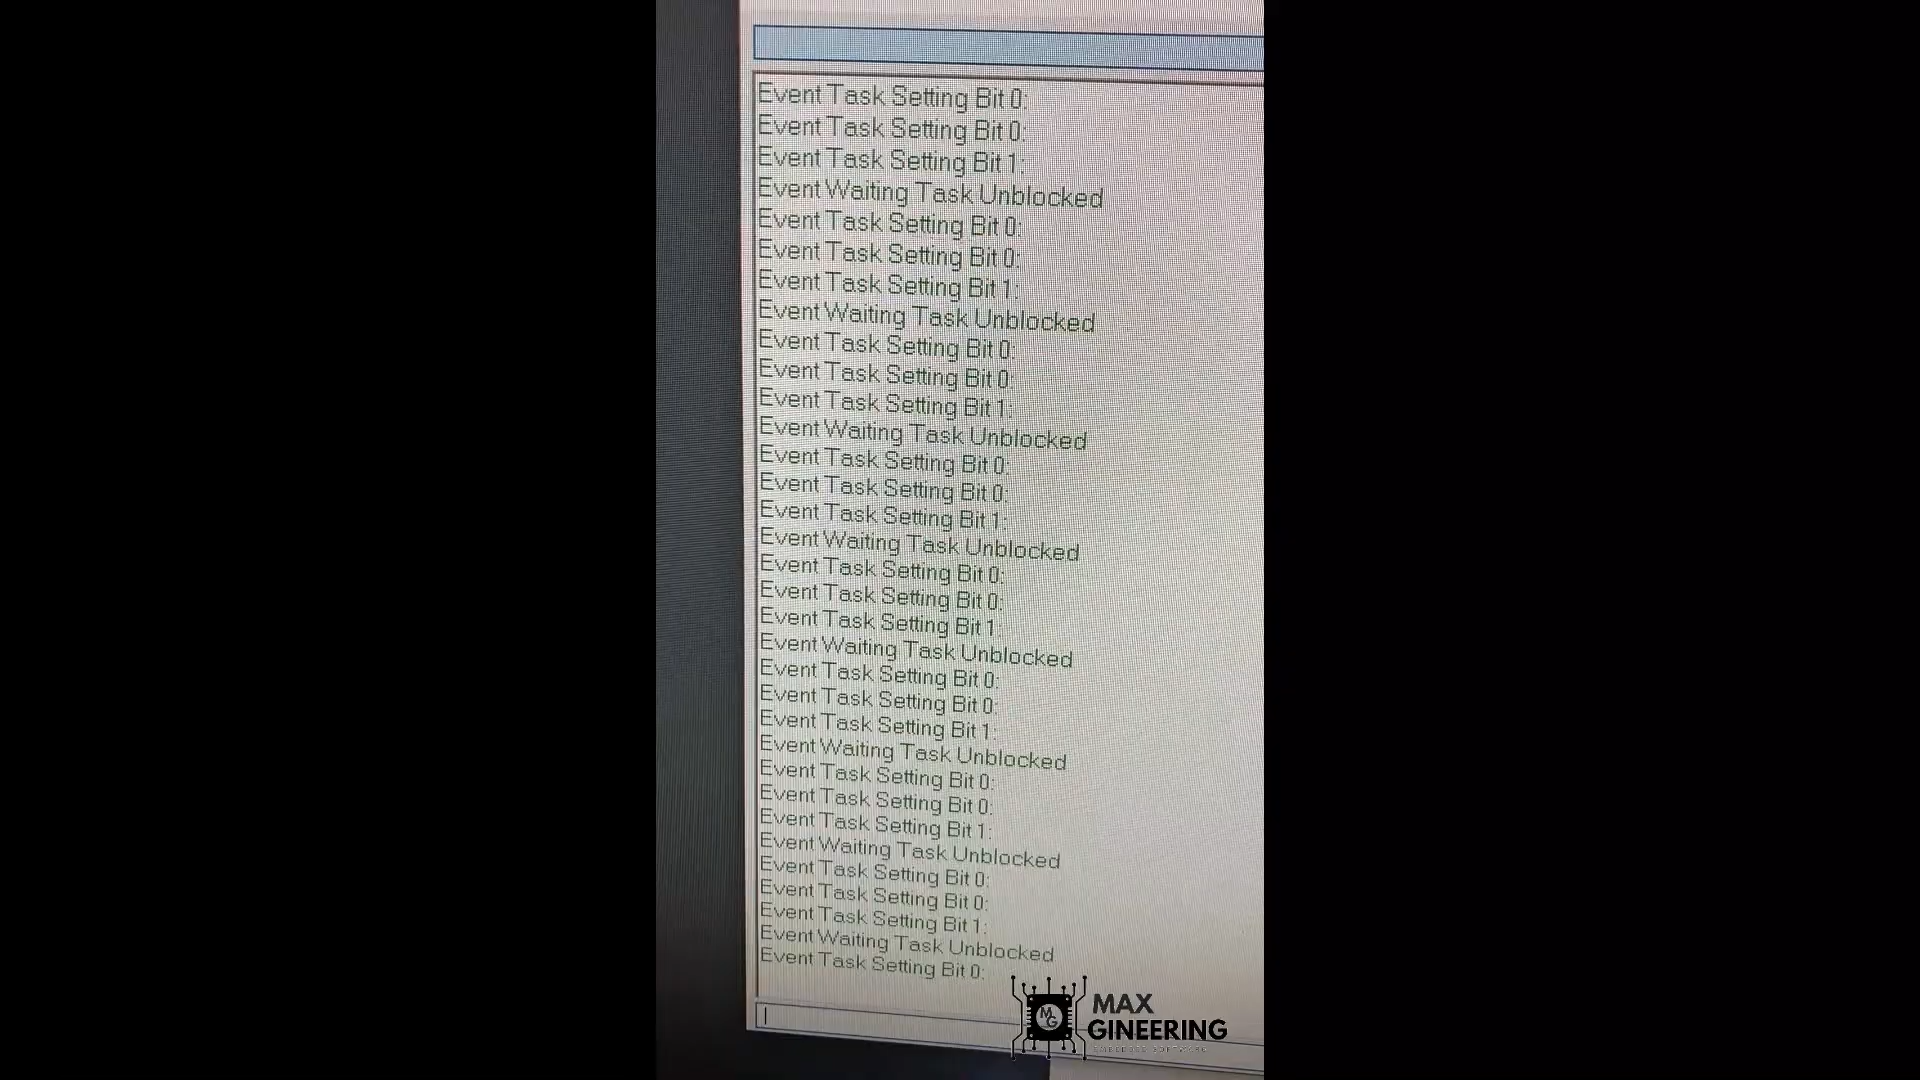 Event Task Setting Bit 0:
Event Task Setting Bit 0:
Event Task Setting Bit 1:
Event Waiting Task Unblocked
Event Task Setting Bit 0:
Event Task Setting Bit 0:
Event Task Setting Bit 1:
Event Waiting Task Unblocked
Event Task Setting Bit 0:
Event Task Setting Bit 0:
Event Task Setting Bit 1:
Event Waiting Task Unblocked
Event Task Setting Bit 0:
Event Task Setting Bit 0:
Event Task Setting Bit 1:
Event Waiting Task Unblocked
Event Task Setting Bit 0:
Event Task Setting Bit 0:
Event Task Setting Bit 1:
Event Waiting Task Unblocked
Event Task Setting Bit 0:
Event Task Setting Bit 0:
Event Task Setting Bit 1:
Event Waiting Task Unblocked
Event Task Setting Bit 0:
Event Task Setting Bit 0:
Event Task Setting Bit 1:
Event Waiting Task Unblocked
Event Task Setting Bit 0:
Event Task Setting Bit 0:
Event Task Setting Bit 1:
Event Waiting Task Unblocked
Event Task Setting Bit 0:
MG
MAX
GINEERING
EMBEDDED SOFTWARE